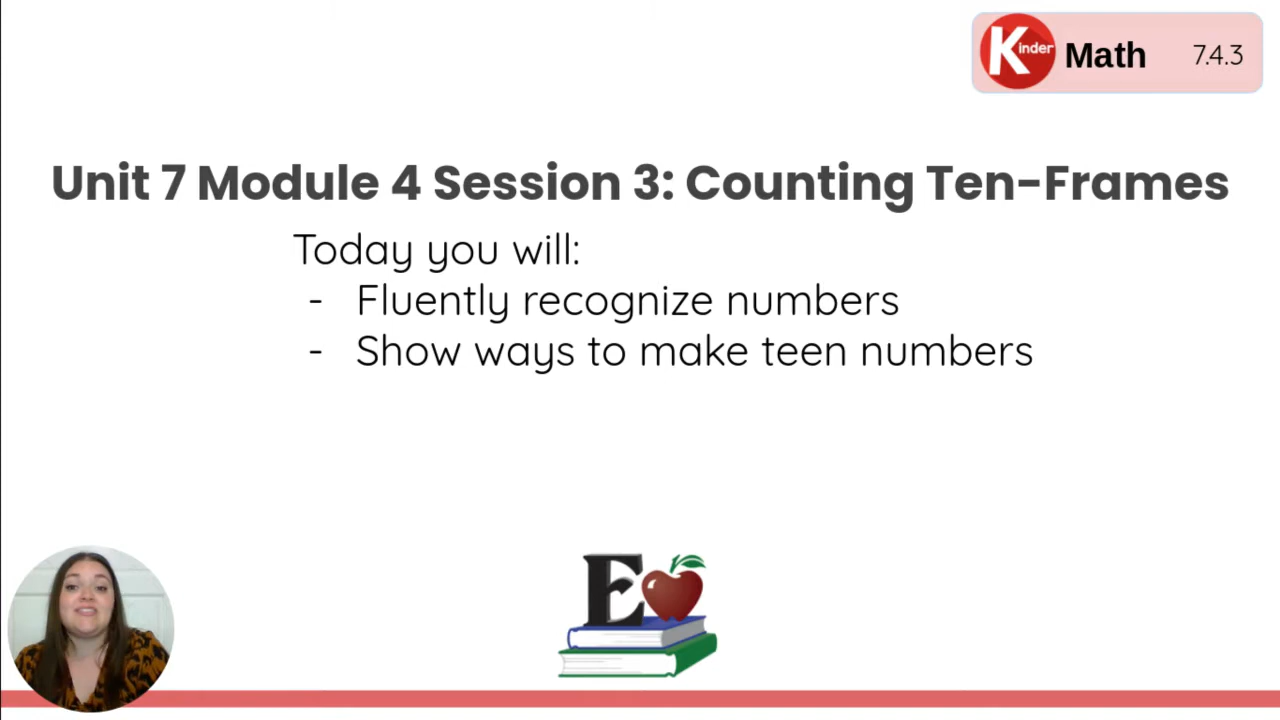 Kinder Math 7.4.3
Unit 7 Module 4 Session 3: Counting Ten-Frames
Today you will:
- Fluently recognize numbers
- Show ways to make teen numbers
E